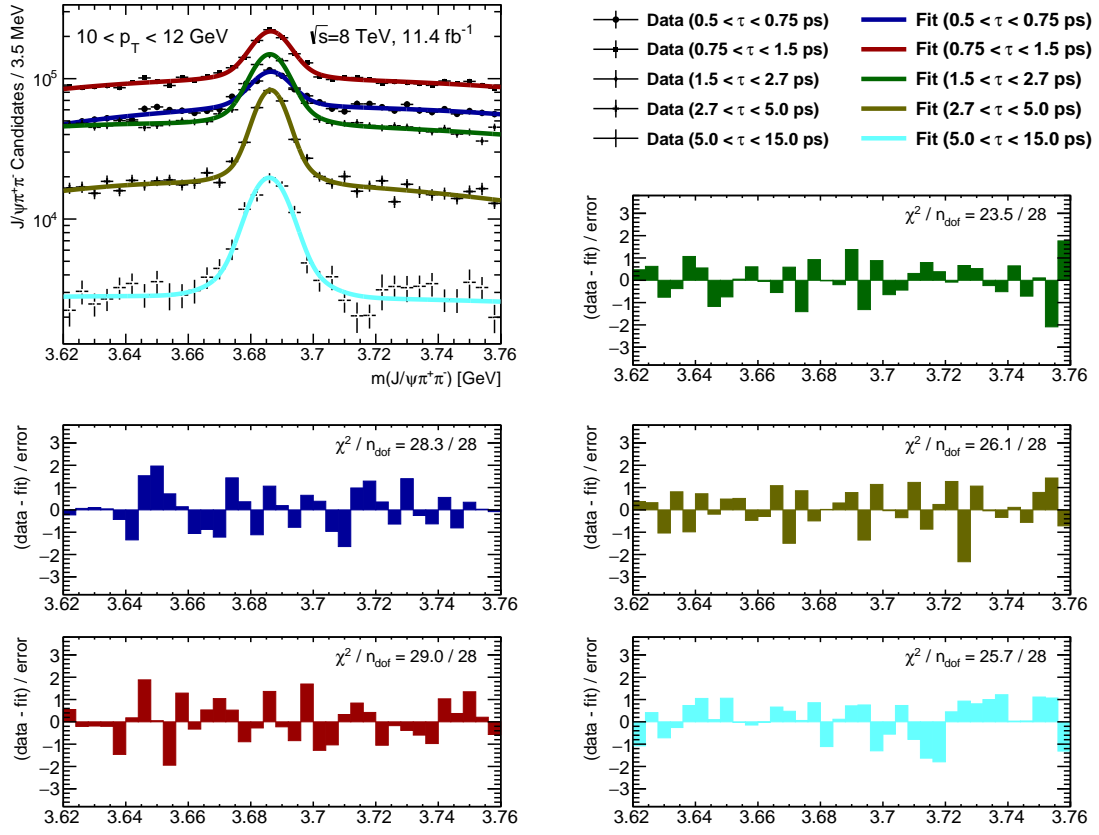 10 < p_T < 12 GeV √s=8 TeV, 11.4 fb⁻¹
J/ψπ⁺π⁻ Candidates / 3.5 MeV
10⁵
10⁴
3.62 3.64 3.66 3.68 3.7 3.72 3.74 3.76
m(J/ψπ⁺π⁻) [GeV]
Data (0.5 < τ < 0.75 ps) Fit (0.5 < τ < 0.75 ps)
Data (0.75 < τ < 1.5 ps) Fit (0.75 < τ < 1.5 ps)
Data (1.5 < τ < 2.7 ps) Fit (1.5 < τ < 2.7 ps)
Data (2.7 < τ < 5.0 ps) Fit (2.7 < τ < 5.0 ps)
Data (5.0 < τ < 15.0 ps) Fit (5.0 < τ < 15.0 ps)
(data - fit) / error
χ² / n_dof = 23.5 / 28
3
2
1
0
−1
−2
−3
3.62 3.64 3.66 3.68 3.7 3.72 3.74 3.76
(data - fit) / error
χ² / n_dof = 28.3 / 28
3
2
1
0
−1
−2
−3
3.62 3.64 3.66 3.68 3.7 3.72 3.74 3.76
(data - fit) / error
χ² / n_dof = 26.1 / 28
3
2
1
0
−1
−2
−3
3.62 3.64 3.66 3.68 3.7 3.72 3.74 3.76
(data - fit) / error
χ² / n_dof = 29.0 / 28
3
2
1
0
−1
−2
−3
3.62 3.64 3.66 3.68 3.7 3.72 3.74 3.76
(data - fit) / error
χ² / n_dof = 25.7 / 28
3
2
1
0
−1
−2
−3
3.62 3.64 3.66 3.68 3.7 3.72 3.74 3.76